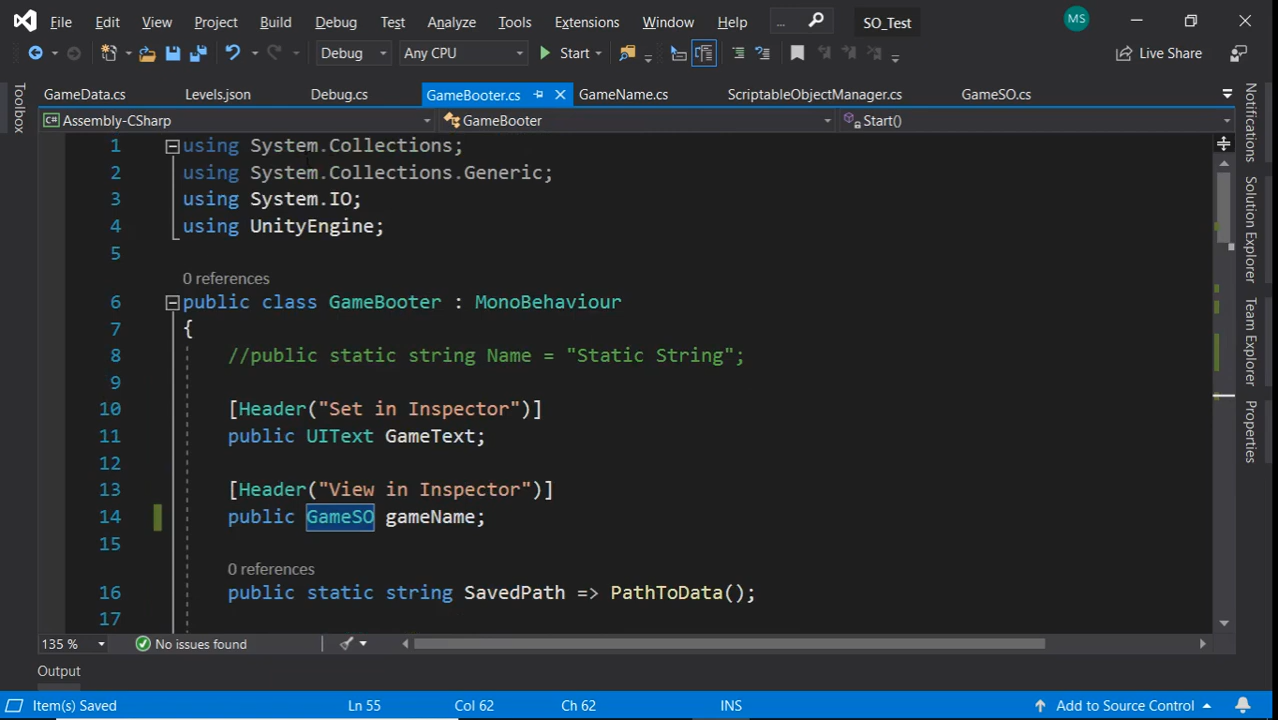 File Edit View Project Build Debug Test Analyze Tools Extensions Window Help ... SO_Test MS
Debug Any CPU Start Live Share
Toolbox
GameData.cs Levels.json Debug.cs GameBooter.cs GameName.cs ScriptableObjectManager.cs GameSO.cs
C# Assembly-CSharp GameBooter Start()
1 using System.Collections;
2 using System.Collections.Generic;
3 using System.IO;
4 using UnityEngine;
5
0 references
6 public class GameBooter : MonoBehaviour
7 {
8 //public static string Name = "Static String";
9
10 [Header("Set in Inspector")]
11 public UIText GameText;
12
13 [Header("View in Inspector")]
14 public GameSO gameName;
15
0 references
16 public static string SavedPath => PathToData();
17
Notifications
Solution Explorer
Team Explorer
Properties
135 % No issues found
Output
Item(s) Saved Ln 55 Col 62 Ch 62 INS Add to Source Control